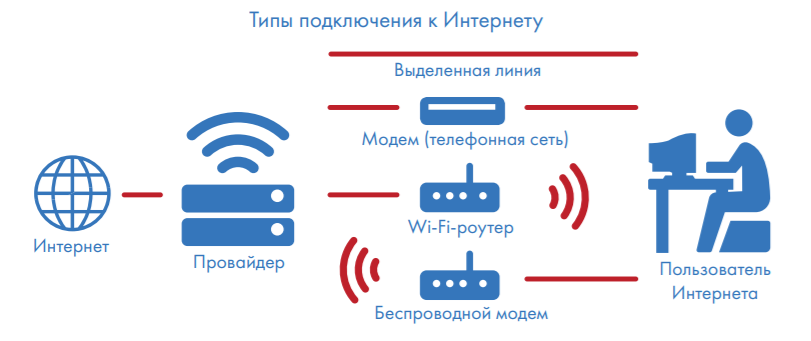 Типы подключения к Интернету
Выделенная линия
Модем (телефонная сеть)
Wi-Fi-роутер
Интернет
Провайдер
Беспроводной модем
Пользователь
Интернета